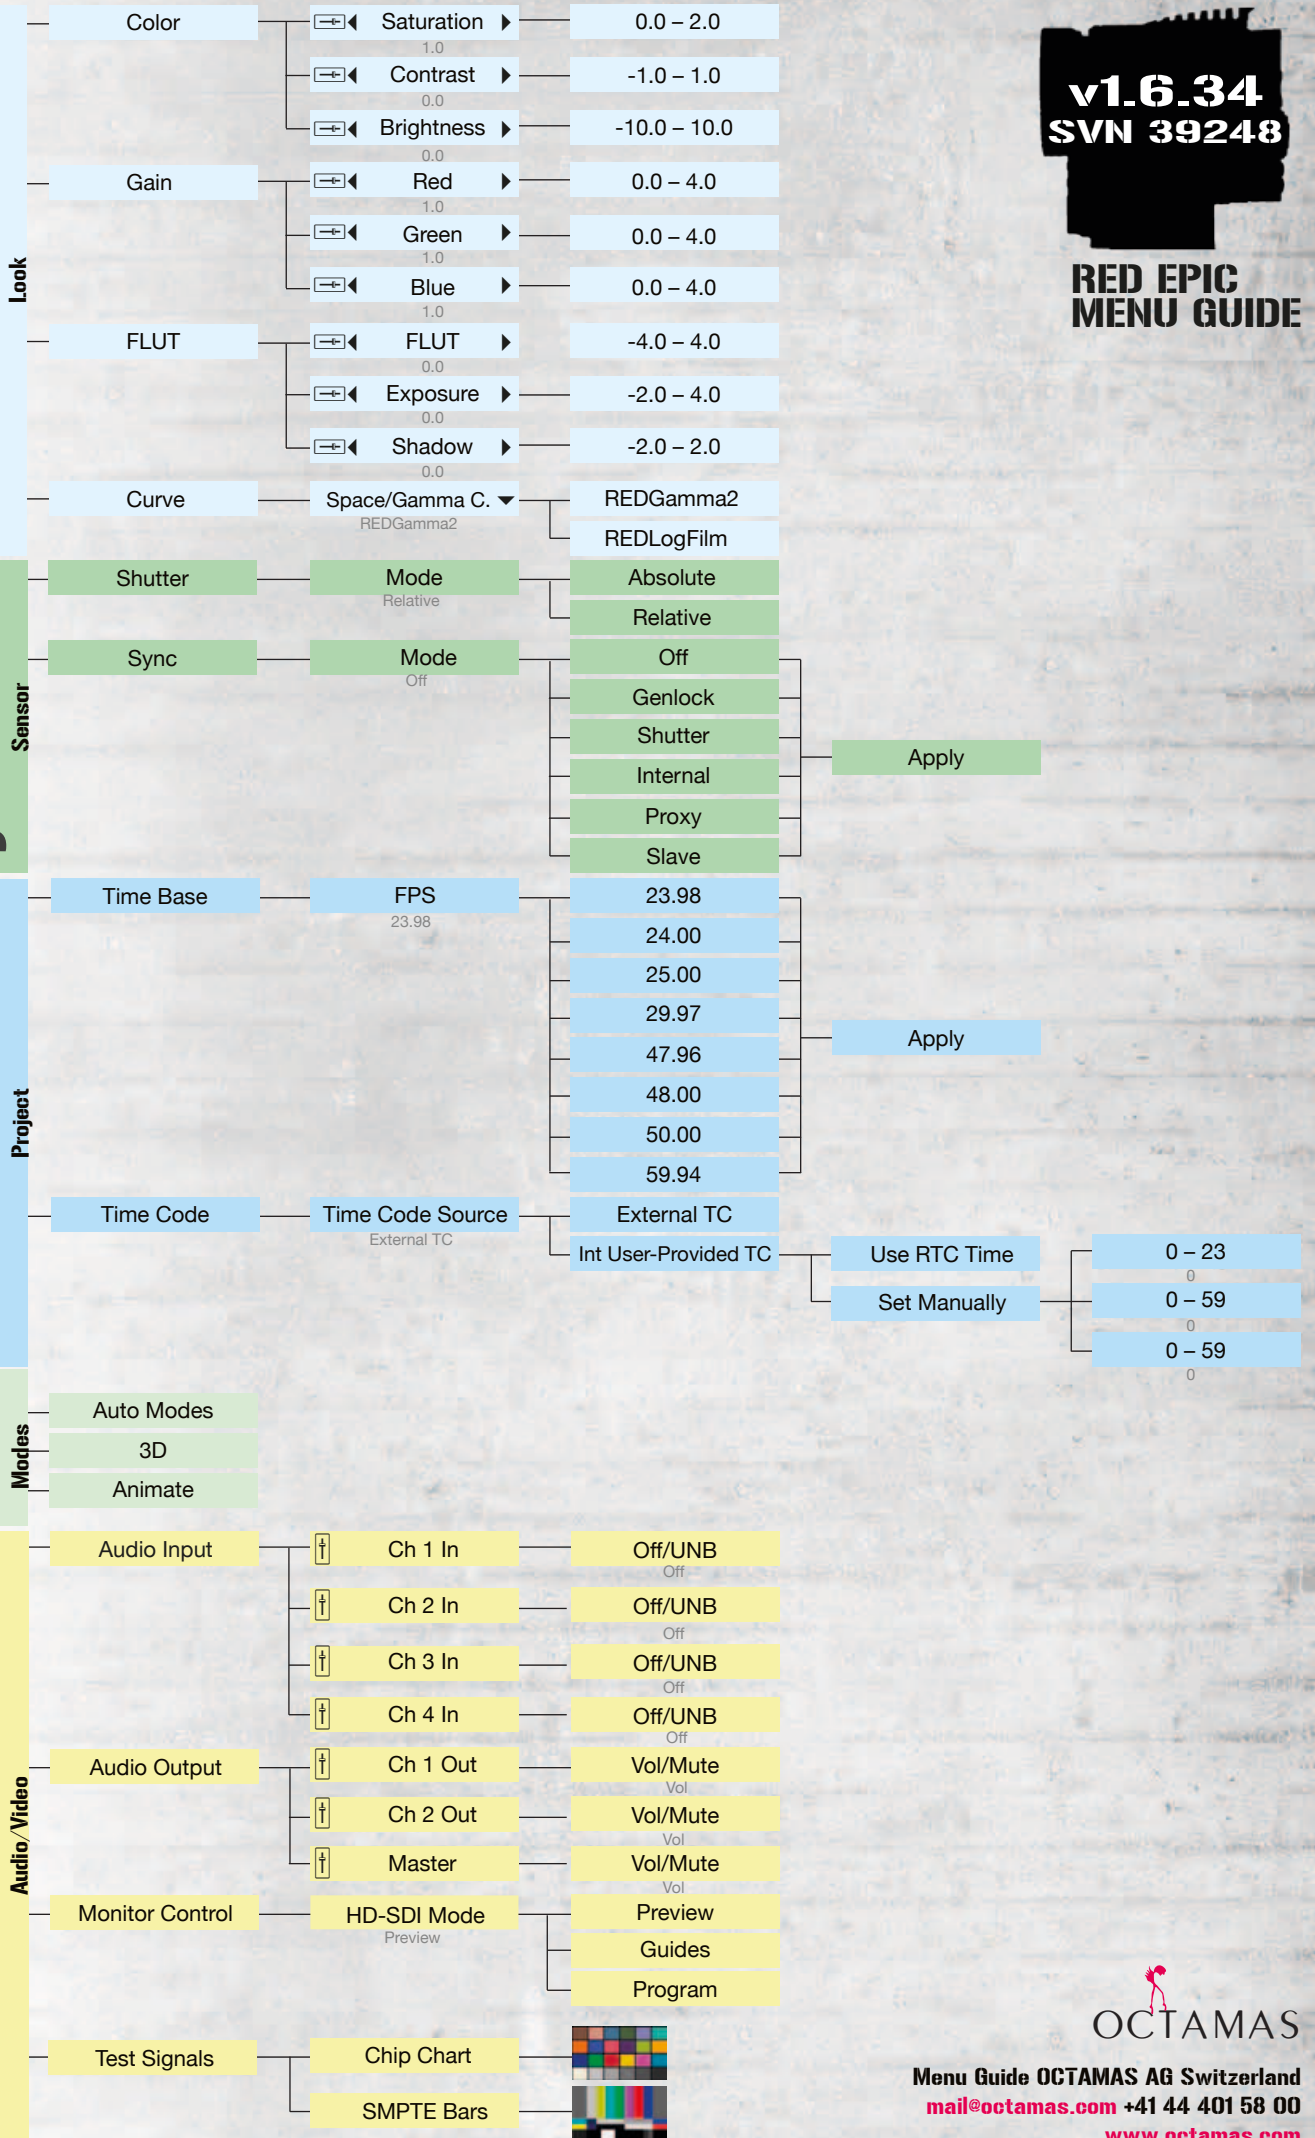 Color
Saturation
0.0 – 2.0
1.0
Contrast
-1.0 – 1.0
0.0
Brightness
-10.0 – 10.0
0.0
Gain
Red
0.0 – 4.0
1.0
Green
0.0 – 4.0
1.0
Blue
0.0 – 4.0
1.0
Look
FLUT
FLUT
-4.0 – 4.0
0.0
Exposure
-2.0 – 4.0
0.0
Shadow
-2.0 – 2.0
0.0
Curve
Space/Gamma C.
REDGamma2
REDGamma2
REDLogFilm
v1.6.34
SVN 39248
RED EPIC
MENU GUIDE
Sensor
Shutter
Mode
Relative
Absolute
Relative
Sync
Mode
Off
Off
Genlock
Shutter
Internal
Proxy
Slave
Apply
Project
Time Base
FPS
23.98
23.98
24.00
25.00
29.97
47.96
48.00
50.00
59.94
Apply
Time Code
Time Code Source
External TC
External TC
Int User-Provided TC
Use RTC Time
Set Manually
0 – 23
0
0 – 59
0
0 – 59
0
Modes
Auto Modes
3D
Animate
Audio/Video
Audio Input
Ch 1 In
Off/UNB
Off
Ch 2 In
Off/UNB
Off
Ch 3 In
Off/UNB
Off
Ch 4 In
Off/UNB
Off
Audio Output
Ch 1 Out
Vol/Mute
Vol
Ch 2 Out
Vol/Mute
Vol
Master
Vol/Mute
Vol
Monitor Control
HD-SDI Mode
Preview
Preview
Guides
Program
Test Signals
Chip Chart
SMPTE Bars
OCTAMAS
Menu Guide OCTAMAS AG Switzerland
mail@octamas.com +41 44 401 58 00
www.octamas.com